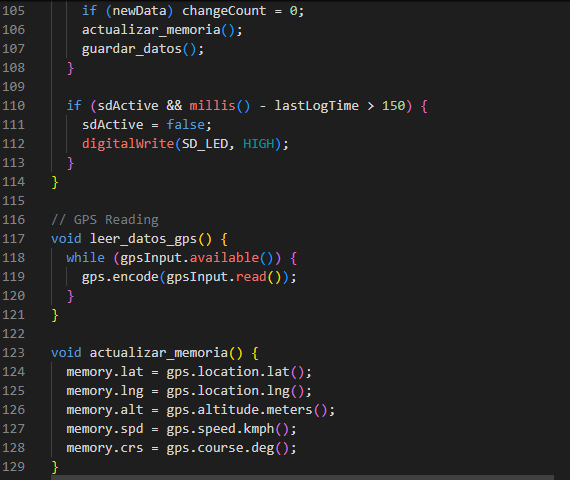 105 if (newData) changeCount = 0;
106 actualizar_memoria();
107 guardar_datos();
108 }
109
110 if (sdActive && millis() - lastLogTime > 150) {
111 sdActive = false;
112 digitalWrite(SD_LED, HIGH);
113 }
114 }
115
116 // GPS Reading
117 void leer_datos_gps() {
118 while (gpsInput.available()) {
119 gps.encode(gpsInput.read());
120 }
121 }
122
123 void actualizar_memoria() {
124 memory.lat = gps.location.lat();
125 memory.lng = gps.location.lng();
126 memory.alt = gps.altitude.meters();
127 memory.spd = gps.speed.kmph();
128 memory.crs = gps.course.deg();
129 }